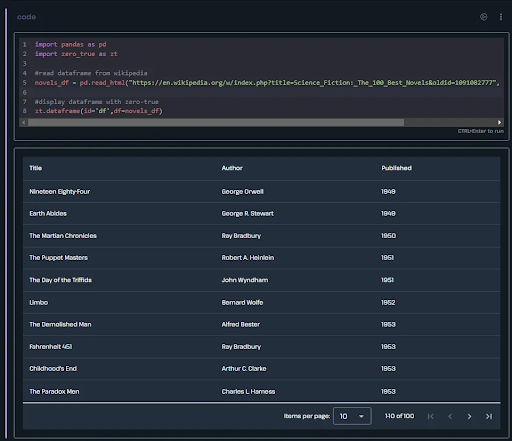 code
1 import pandas as pd
2 import zero_true as zt
3
4 #read dataframe from wikipedia
5 novels_df = pd.read_html("https://en.wikipedia.org/w/index.php?title=Science_Fiction:_The_100_Best_Novels&oldid=1091082777",
6
7 #display dataframe with zero-true
8 zt.dataframe(id='df',df=novels_df)
CTRL+Enter to run
Title Author Published
Nineteen Eighty-Four George Orwell 1949
Earth Abides George R. Stewart 1949
The Martian Chronicles Ray Bradbury 1950
The Puppet Masters Robert A. Heinlein 1951
The Day of the Triffids John Wyndham 1951
Limbo Bernard Wolfe 1952
The Demolished Man Alfred Bester 1953
Fahrenheit 451 Ray Bradbury 1953
Childhood's End Arthur C. Clarke 1953
The Paradox Men Charles L. Harness 1953
Items per page: 10 1-10 of 100